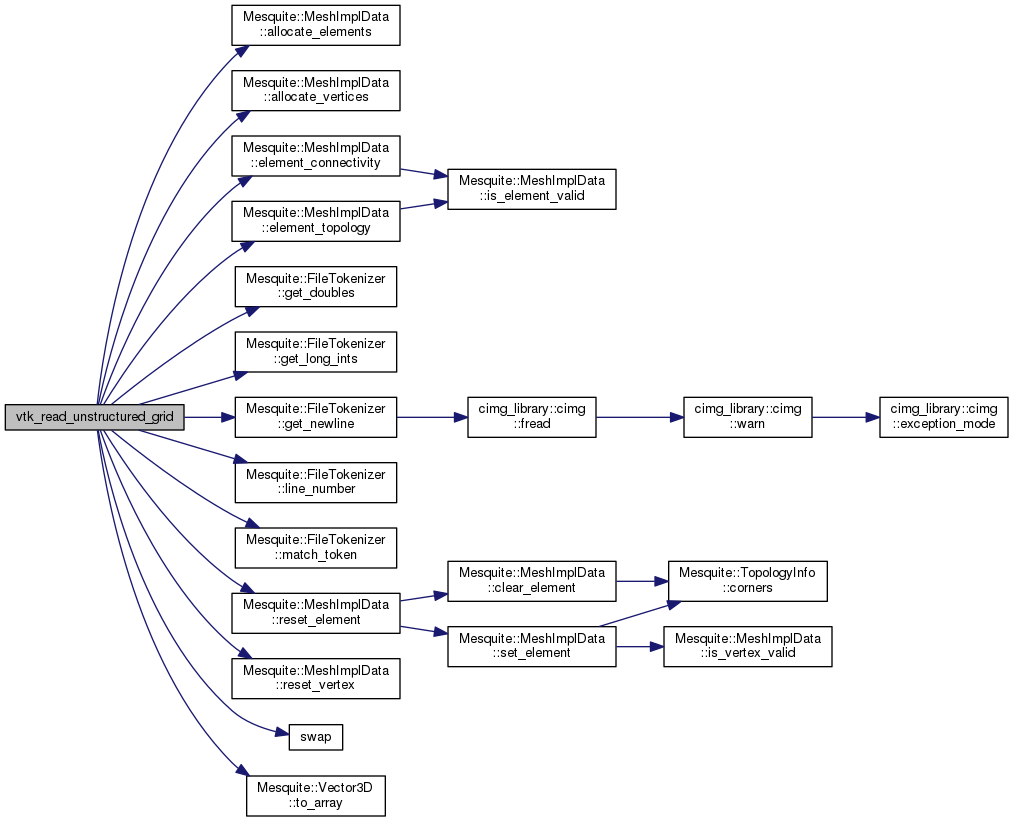 Mesquite::MeshImplData
::allocate_elements
Mesquite::MeshImplData
::allocate_vertices
Mesquite::MeshImplData
::element_connectivity
Mesquite::MeshImplData
::is_element_valid
Mesquite::MeshImplData
::element_topology
Mesquite::FileTokenizer
::get_doubles
Mesquite::FileTokenizer
::get_long_ints
vtk_read_unstructured_grid
Mesquite::FileTokenizer
::get_newline
cimg_library::cimg
::fread
cimg_library::cimg
::warn
cimg_library::cimg
::exception_mode
Mesquite::FileTokenizer
::line_number
Mesquite::FileTokenizer
::match_token
Mesquite::MeshImplData
::clear_element
Mesquite::TopologyInfo
::corners
Mesquite::MeshImplData
::reset_element
Mesquite::MeshImplData
::set_element
Mesquite::MeshImplData
::is_vertex_valid
Mesquite::MeshImplData
::reset_vertex
swap
Mesquite::Vector3D
::to_array